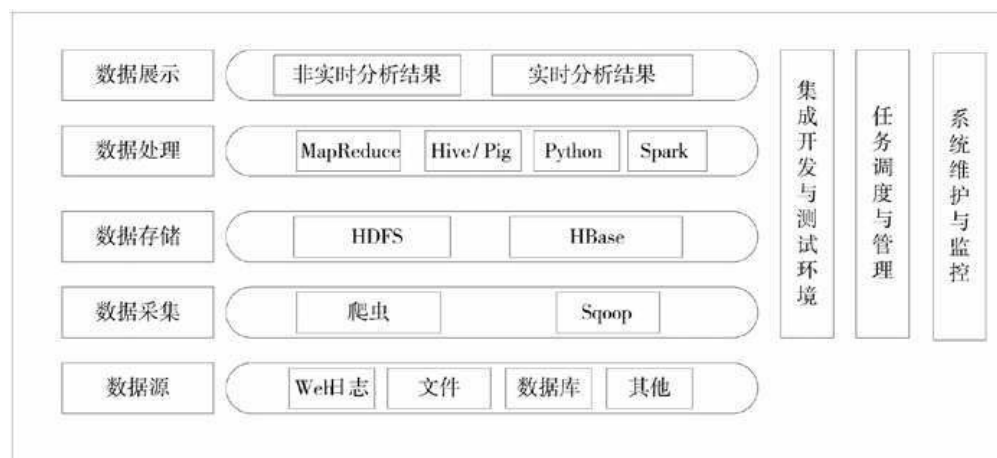 数据展示
非实时分析结果
实时分析结果
数据处理
MapReduce
Hive/Pig
Python
Spark
数据存储
HDFS
HBase
数据采集
爬虫
Sqoop
数据源
Wel日志
文件
数据库
其他
集成开发与测试环境
任务调度与管理
系统维护与监控